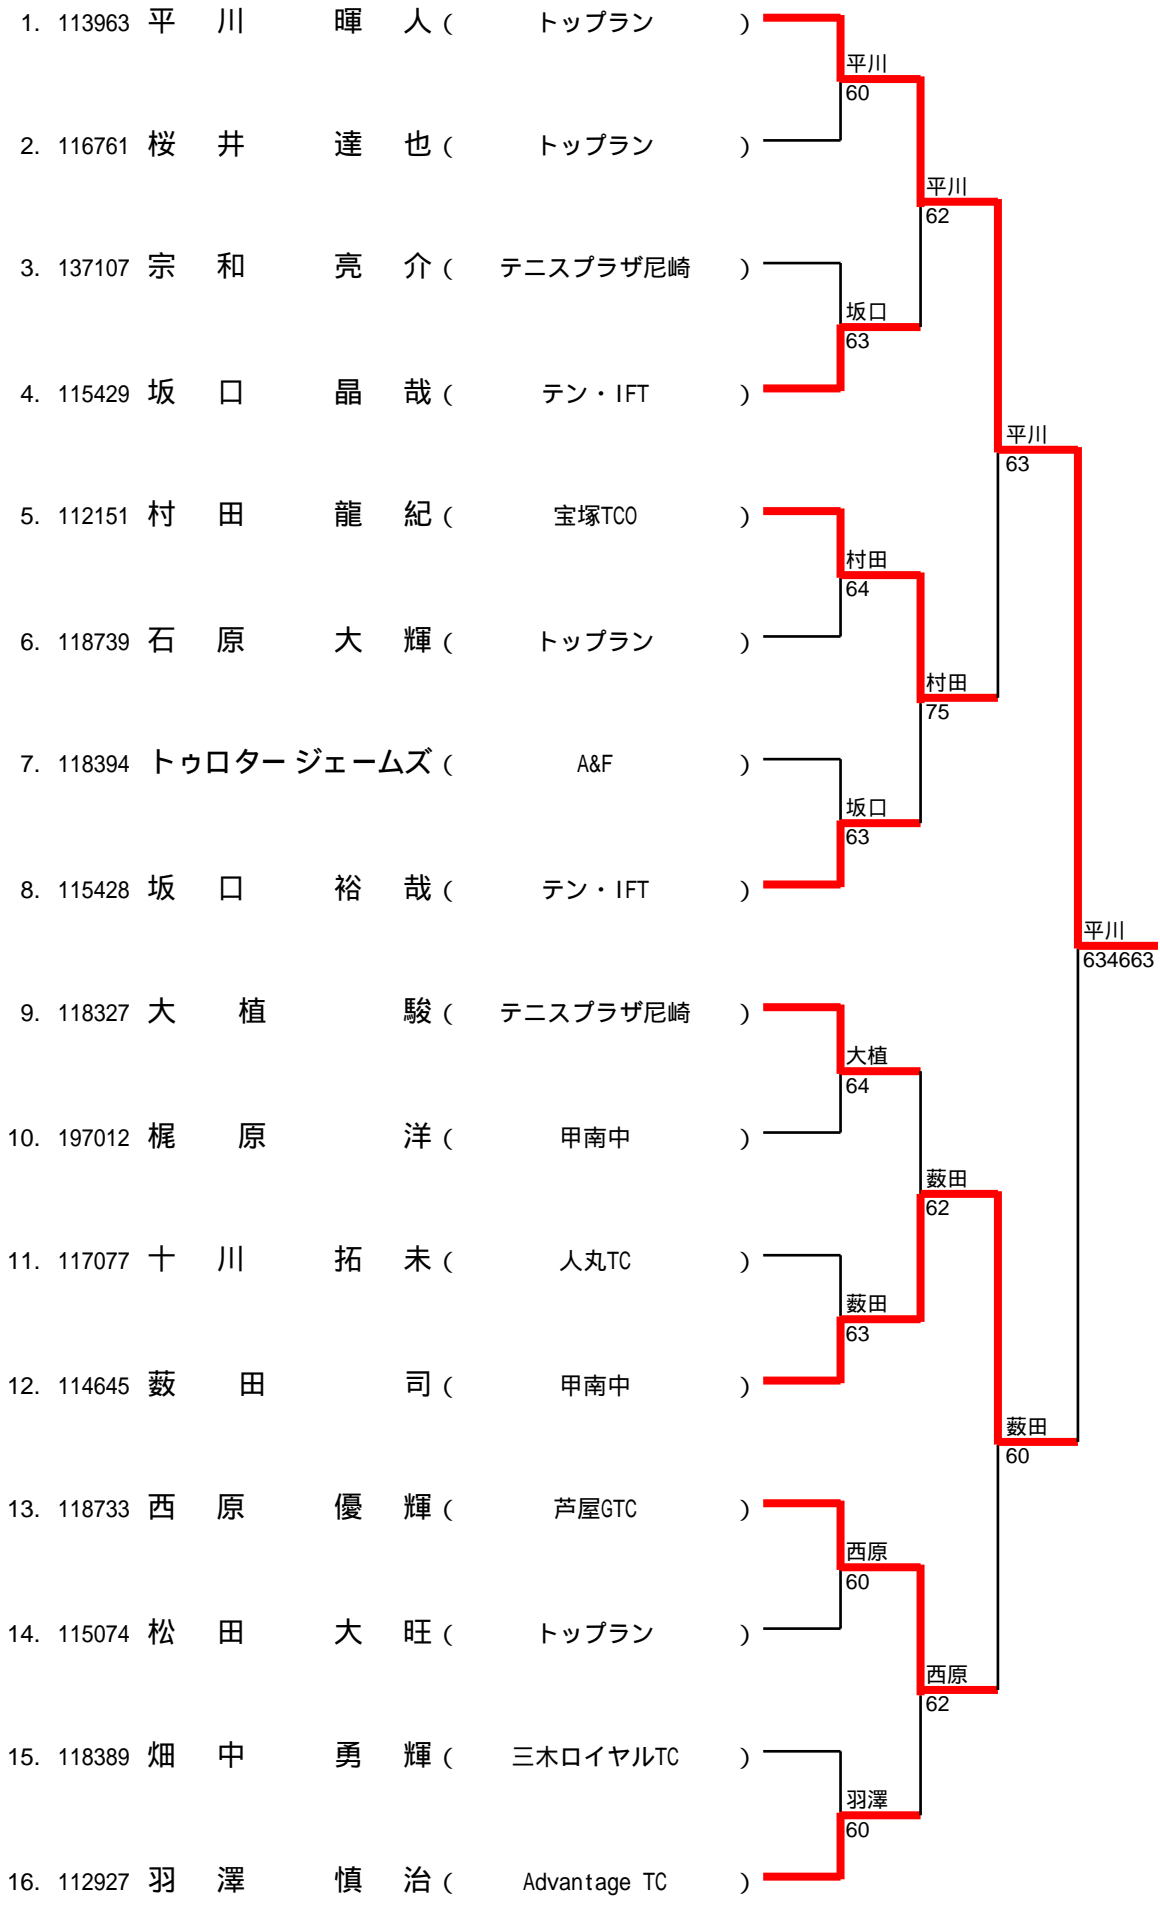 1. 113963 平川 暉人 ( トップラン )
平川
60
2. 116761 桜井 達也 ( トップラン )
平川
62
3. 137107 宗和 亮介 ( テニスプラザ尼崎 )
坂口
63
4. 115429 坂口 晶哉 ( テン・IFT )
平川
63
5. 112151 村田 龍紀 ( 宝塚TCO )
村田
64
6. 118739 石原 大輝 ( トップラン )
村田
75
7. 118394 トゥロター ジェームズ ( A&F )
坂口
63
8. 115428 坂口 裕哉 ( テン・IFT )
平川
634663
9. 118327 大植 駿 ( テニスプラザ尼崎 )
大植
64
10. 197012 梶原 洋 ( 甲南中 )
薮田
62
11. 117077 十川 拓未 ( 人丸TC )
薮田
63
12. 114645 薮田 司 ( 甲南中 )
薮田
60
13. 118733 西原 優輝 ( 芦屋GTC )
西原
60
14. 115074 松田 大旺 ( トップラン )
西原
62
15. 118389 畑中 勇輝 ( 三木ロイヤルTC )
羽澤
60
16. 112927 羽澤 慎治 ( Advantage TC )